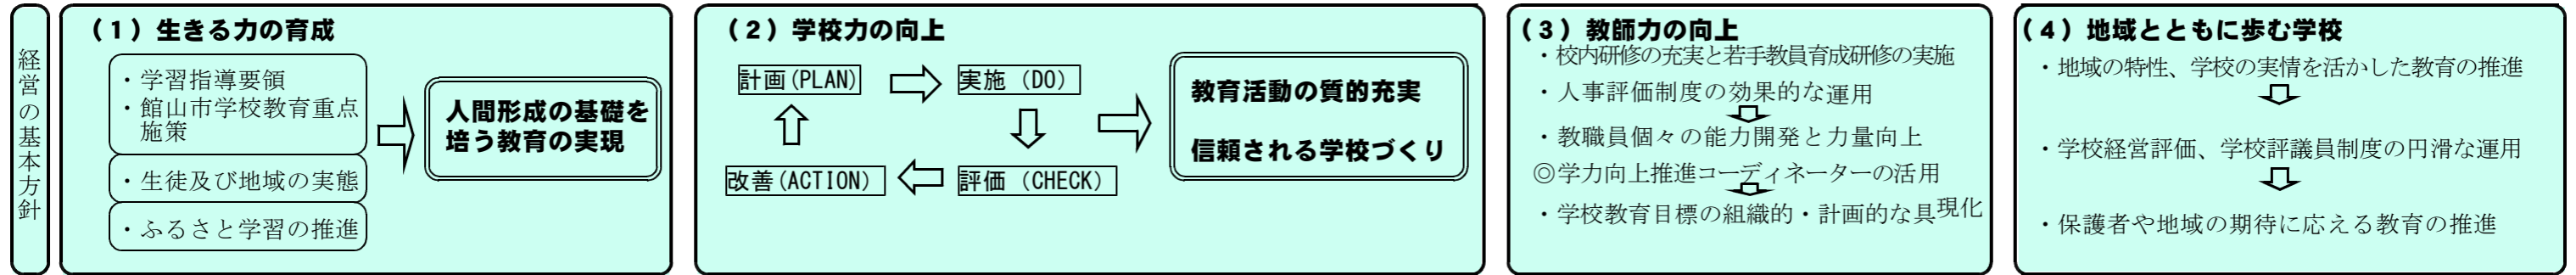 経営の基本方針
（1）生きる力の育成
・学習指導要領
・館山市学校教育重点
施策
・生徒及び地域の実態
・ふるさと学習の推進
人間形成の基礎を
培う教育の実現
（2）学校力の向上
計画(PLAN)
実施（DO）
改善(ACTION）
評価（CHECK）
教育活動の質的充実
信頼される学校づくり
（3）教師力の向上
・校内研修の充実と若手教員育成研修の実施
・人事評価制度の効果的な運用
・教職員個々の能力開発と力量向上
◎学力向上推進コーディネーターの活用
・学校教育目標の組織的・計画的な具現化
（4）地域とともに歩む学校
・地域の特性、学校の実情を活かした教育の推進
・学校経営評価、学校評議員制度の円滑な運用
・保護者や地域の期待に応える教育の推進